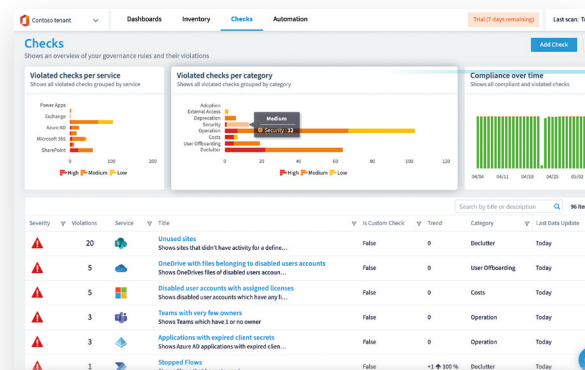 Contoso tenant
Dashboards
Inventory
Checks
Automation
Trial (7 days remaining)
Last scan:
Checks
Shows an overview of your governance rules and their violations
Add Check
Violated checks per service
Shows all violated checks grouped by service
Power Apps
Exchange
Azure AD
Microsoft 365
SharePoint
0 100 200
High Medium Low
Violated checks per category
Shows all violated checks grouped by category
Adoption
External Access
Deprecation
Security
Operation
Costs
User Offboarding
Declutter
Medium
Security: 12
0 20 40 60 80 100 120
High Medium Low
Compliance over time
Shows all compliant and violated checks
04/04 04/11 04/18 04/25 05/02
Search by title or description
96 ite
Severity Violations Service Title Is Custom Check Trend Category Last Data Update
20 Unused sites False 0 Declutter Today
Shows sites that didn't have activity for a define...
5 OneDrive with files belonging to disabled users accounts False 0 User Offboarding Today
Shows OneDrives files of disabled users accoun...
5 Disabled user accounts with assigned licenses False 0 Costs Today
Shows disabled user accounts which have any li...
3 Teams with very few owners False 0 Operation Today
Shows Teams which have 1 or no owner
3 Applications with expired client secrets False 0 Operation Today
Shows Azure AD applications with expired clien...
1 Stopped Flows False +1 100 % Declutter Today